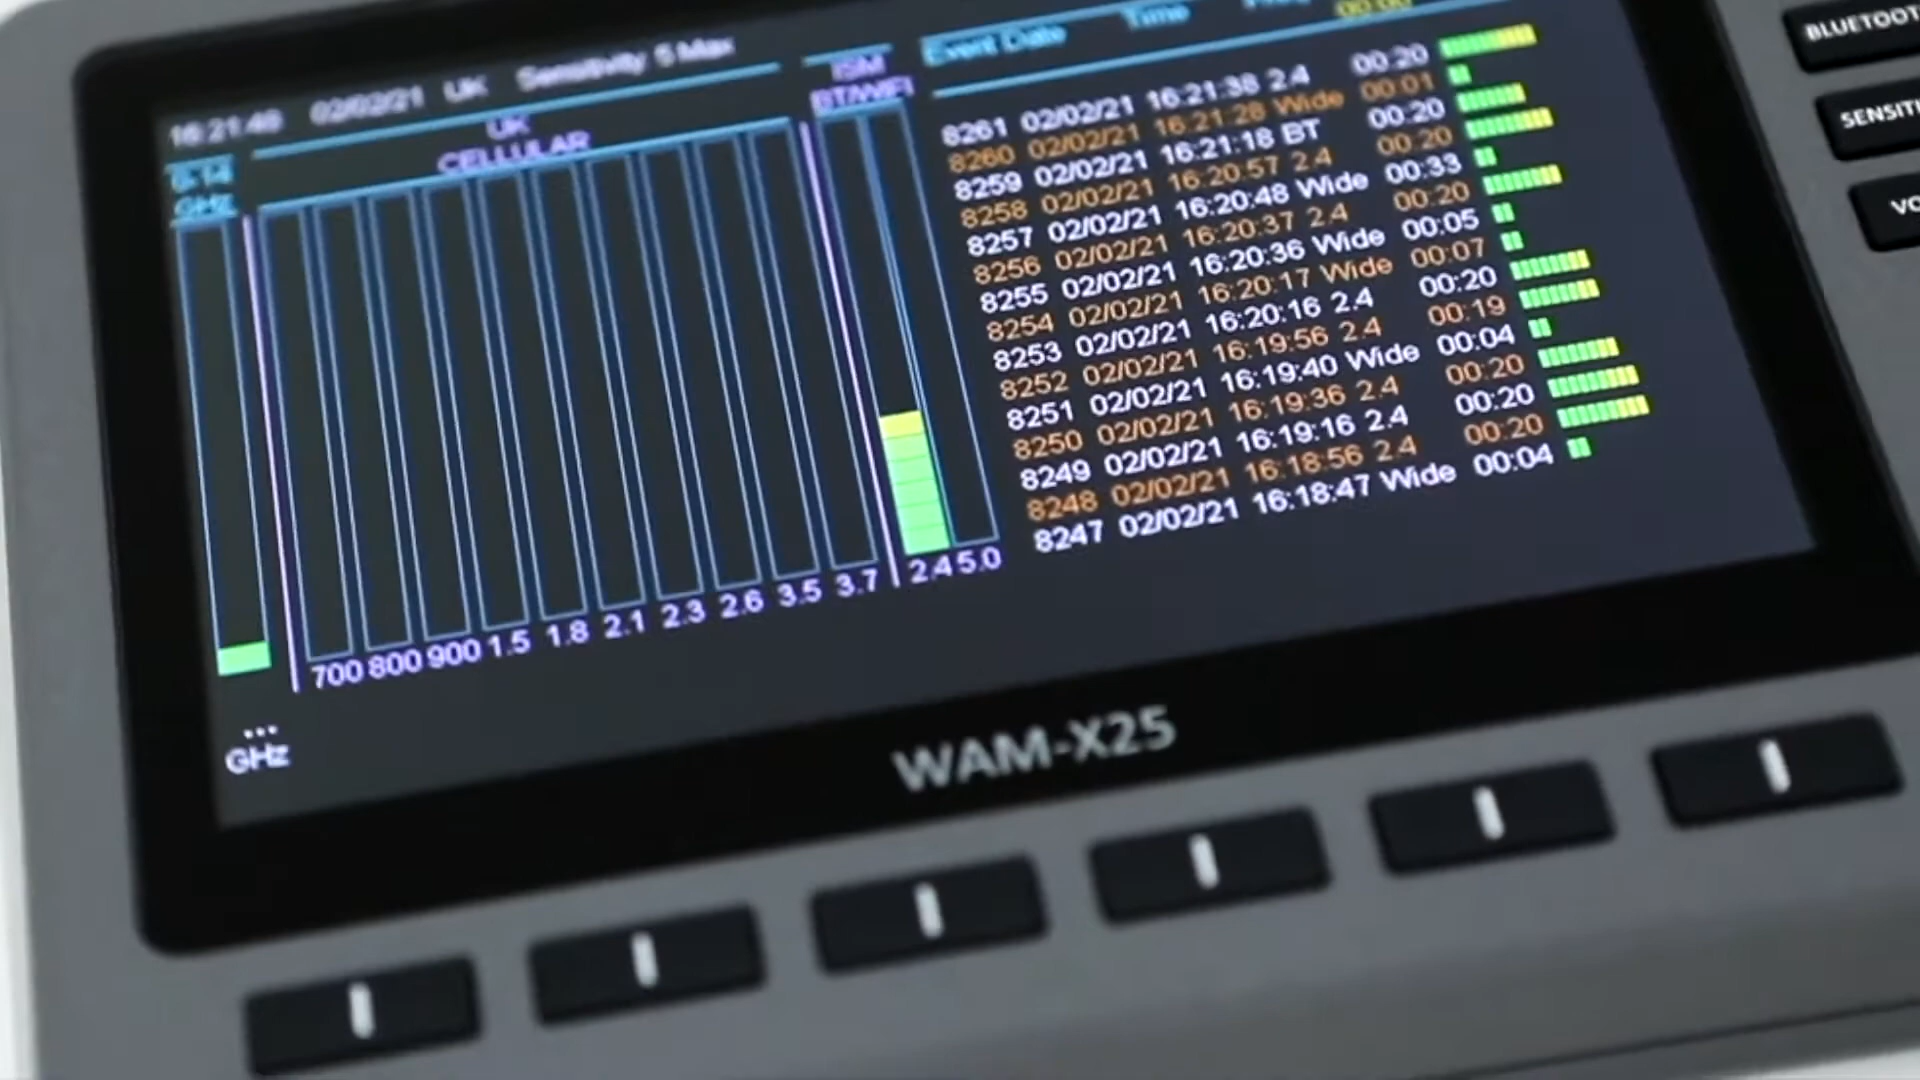 16:21:48 02/02/21 UK Sensitivity 5 Max
Event Date Time
00:00
ISM
BT/WIFI
UK
CELLULAR
GHz
8261 02/02/21 16:21:38 2.4 00:20
8260 02/02/21 16:21:28 Wide 00:01
8259 02/02/21 16:21:18 BT 00:20
8258 02/02/21 16:20:57 2.4 00:20
8257 02/02/21 16:20:48 Wide 00:33
8256 02/02/21 16:20:37 2.4 00:20
8255 02/02/21 16:20:36 Wide 00:05
8254 02/02/21 16:20:17 Wide 00:07
8253 02/02/21 16:20:16 2.4 00:20
8252 02/02/21 16:19:56 2.4 00:19
8251 02/02/21 16:19:40 Wide 00:04
8250 02/02/21 16:19:36 2.4 00:20
8249 02/02/21 16:19:16 2.4 00:20
8248 02/02/21 16:18:56 2.4 00:20
8247 02/02/21 16:18:47 Wide 00:04
700 800 900 1.5 1.8 2.1 2.3 2.6 3.5 3.7 2.4 5.0
...
GHz
WAM-X25
BLUETOOT
SENSITI
VO